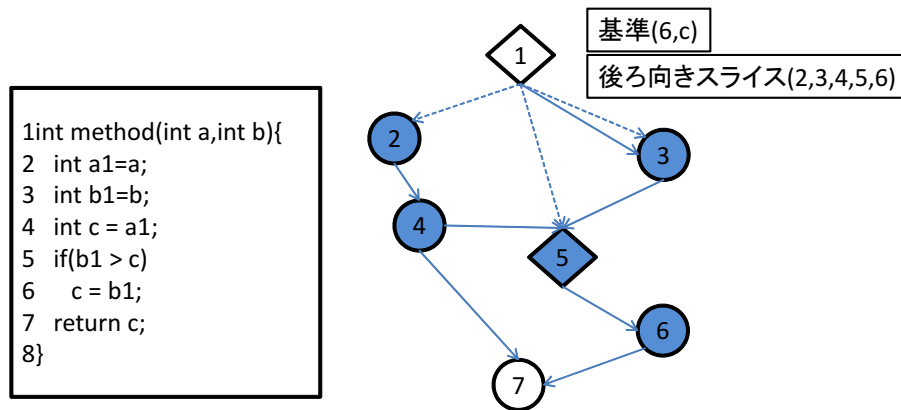 基準(6,c)
後ろ向きスライス(2,3,4,5,6)
1int method(int a,int b){
2 int a1=a;
3 int b1=b;
4 int c = a1;
5 if(b1 > c)
6 c = b1;
7 return c;
8}
1
2
3
4
5
6
7